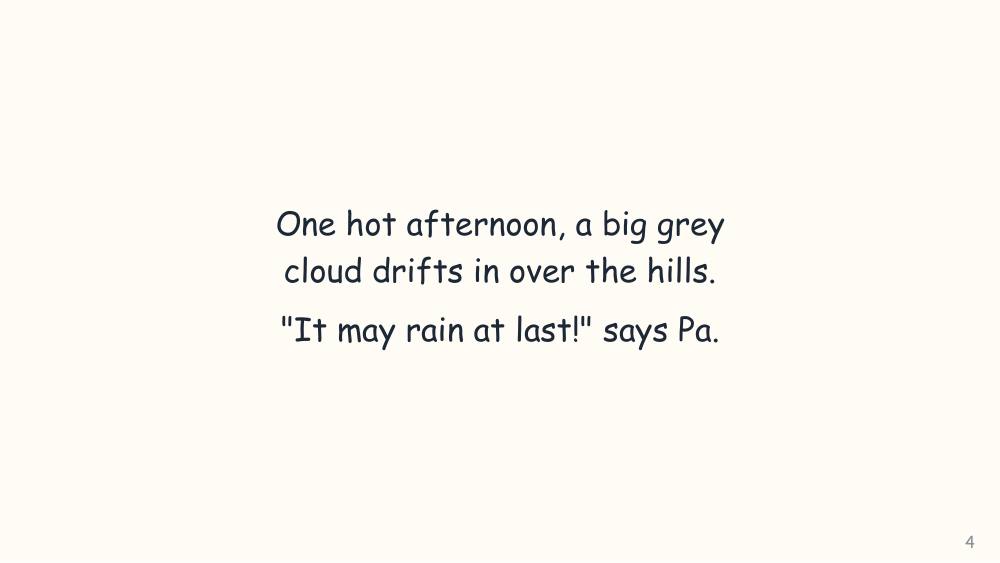 One hot afternoon, a big grey
cloud drifts in over the hills.
"It may rain at last!" says Pa.
4